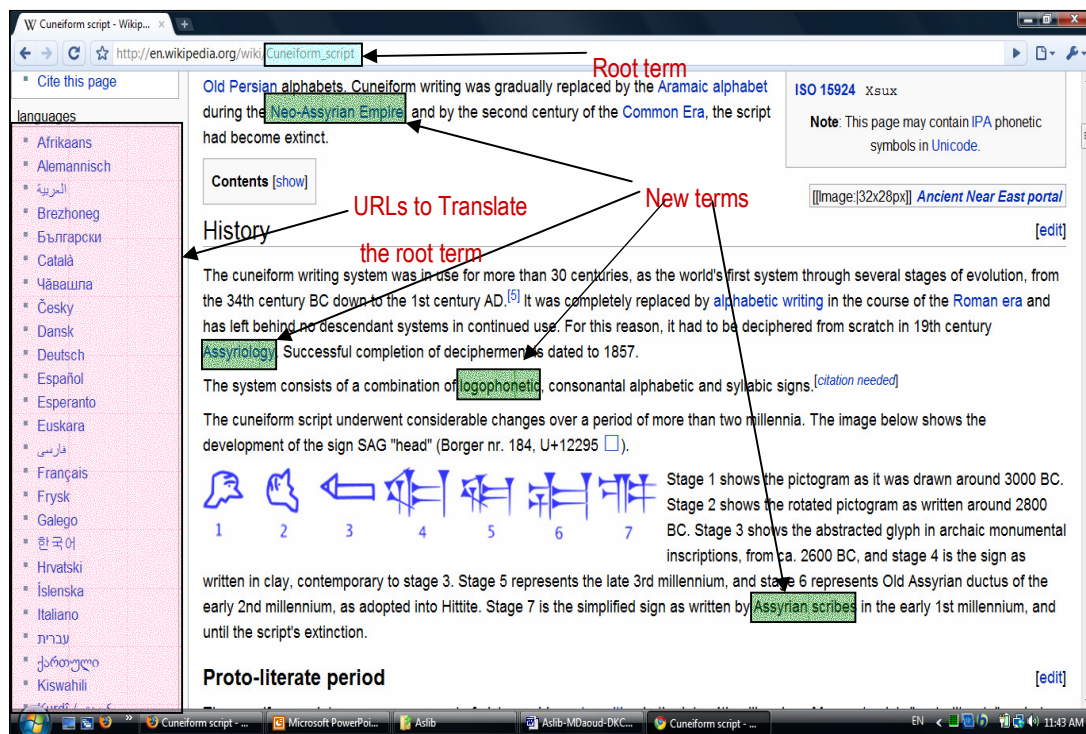 Cuneiform script - Wikip...
http://en.wikipedia.org/wiki/Cuneiform_script
Root term
Cite this page
languages
Afrikaans
Alemannisch
العربية
Brezhoneg
Български
Català
Чӑвашла
Česky
Dansk
Deutsch
Español
Esperanto
Euskara
فارسی
Français
Frysk
Galego
한국어
Hrvatski
Íslenska
Italiano
עברית
ქართული
Kiswahili
Old Persian alphabets. Cuneiform writing was gradually replaced by the Aramaic alphabet
during the Neo-Assyrian Empire and by the second century of the Common Era, the script
had become extinct.
ISO 15924 Xsux
Note: This page may contain IPA phonetic
symbols in Unicode.
[[Image:|32x28px]] Ancient Near East portal
Contents [show]
URLs to Translate
the root term
New terms
History [edit]
The cuneiform writing system was in use for more than 30 centuries, as the world's first system through several stages of evolution, from
the 34th century BC down to the 1st century AD.[5] It was completely replaced by alphabetic writing in the course of the Roman era and
has left behind no descendant systems in continued use. For this reason, it had to be deciphered from scratch in 19th century
Assyriology. Successful completion of decipherment is dated to 1857.
The system consists of a combination of logophonetic, consonantal alphabetic and syllabic signs.[citation needed]
The cuneiform script underwent considerable changes over a period of more than two millennia. The image below shows the
development of the sign SAG "head" (Borger nr. 184, U+12295 □).
1 2 3 4 5 6 7
Stage 1 shows the pictogram as it was drawn around 3000 BC.
Stage 2 shows the rotated pictogram as written around 2800
BC. Stage 3 shows the abstracted glyph in archaic monumental
inscriptions, from ca. 2600 BC, and stage 4 is the sign as
written in clay, contemporary to stage 3. Stage 5 represents the late 3rd millennium, and stage 6 represents Old Assyrian ductus of the
early 2nd millennium, as adopted into Hittite. Stage 7 is the simplified sign as written by Assyrian scribes in the early 1st millennium, and
until the script's extinction.
Proto-literate period [edit]
Cuneiform script - ...
Microsoft PowerPoi...
Aslib
Aslib-MDaoud-DKC...
Cuneiform script - ...
EN
11:43 AM